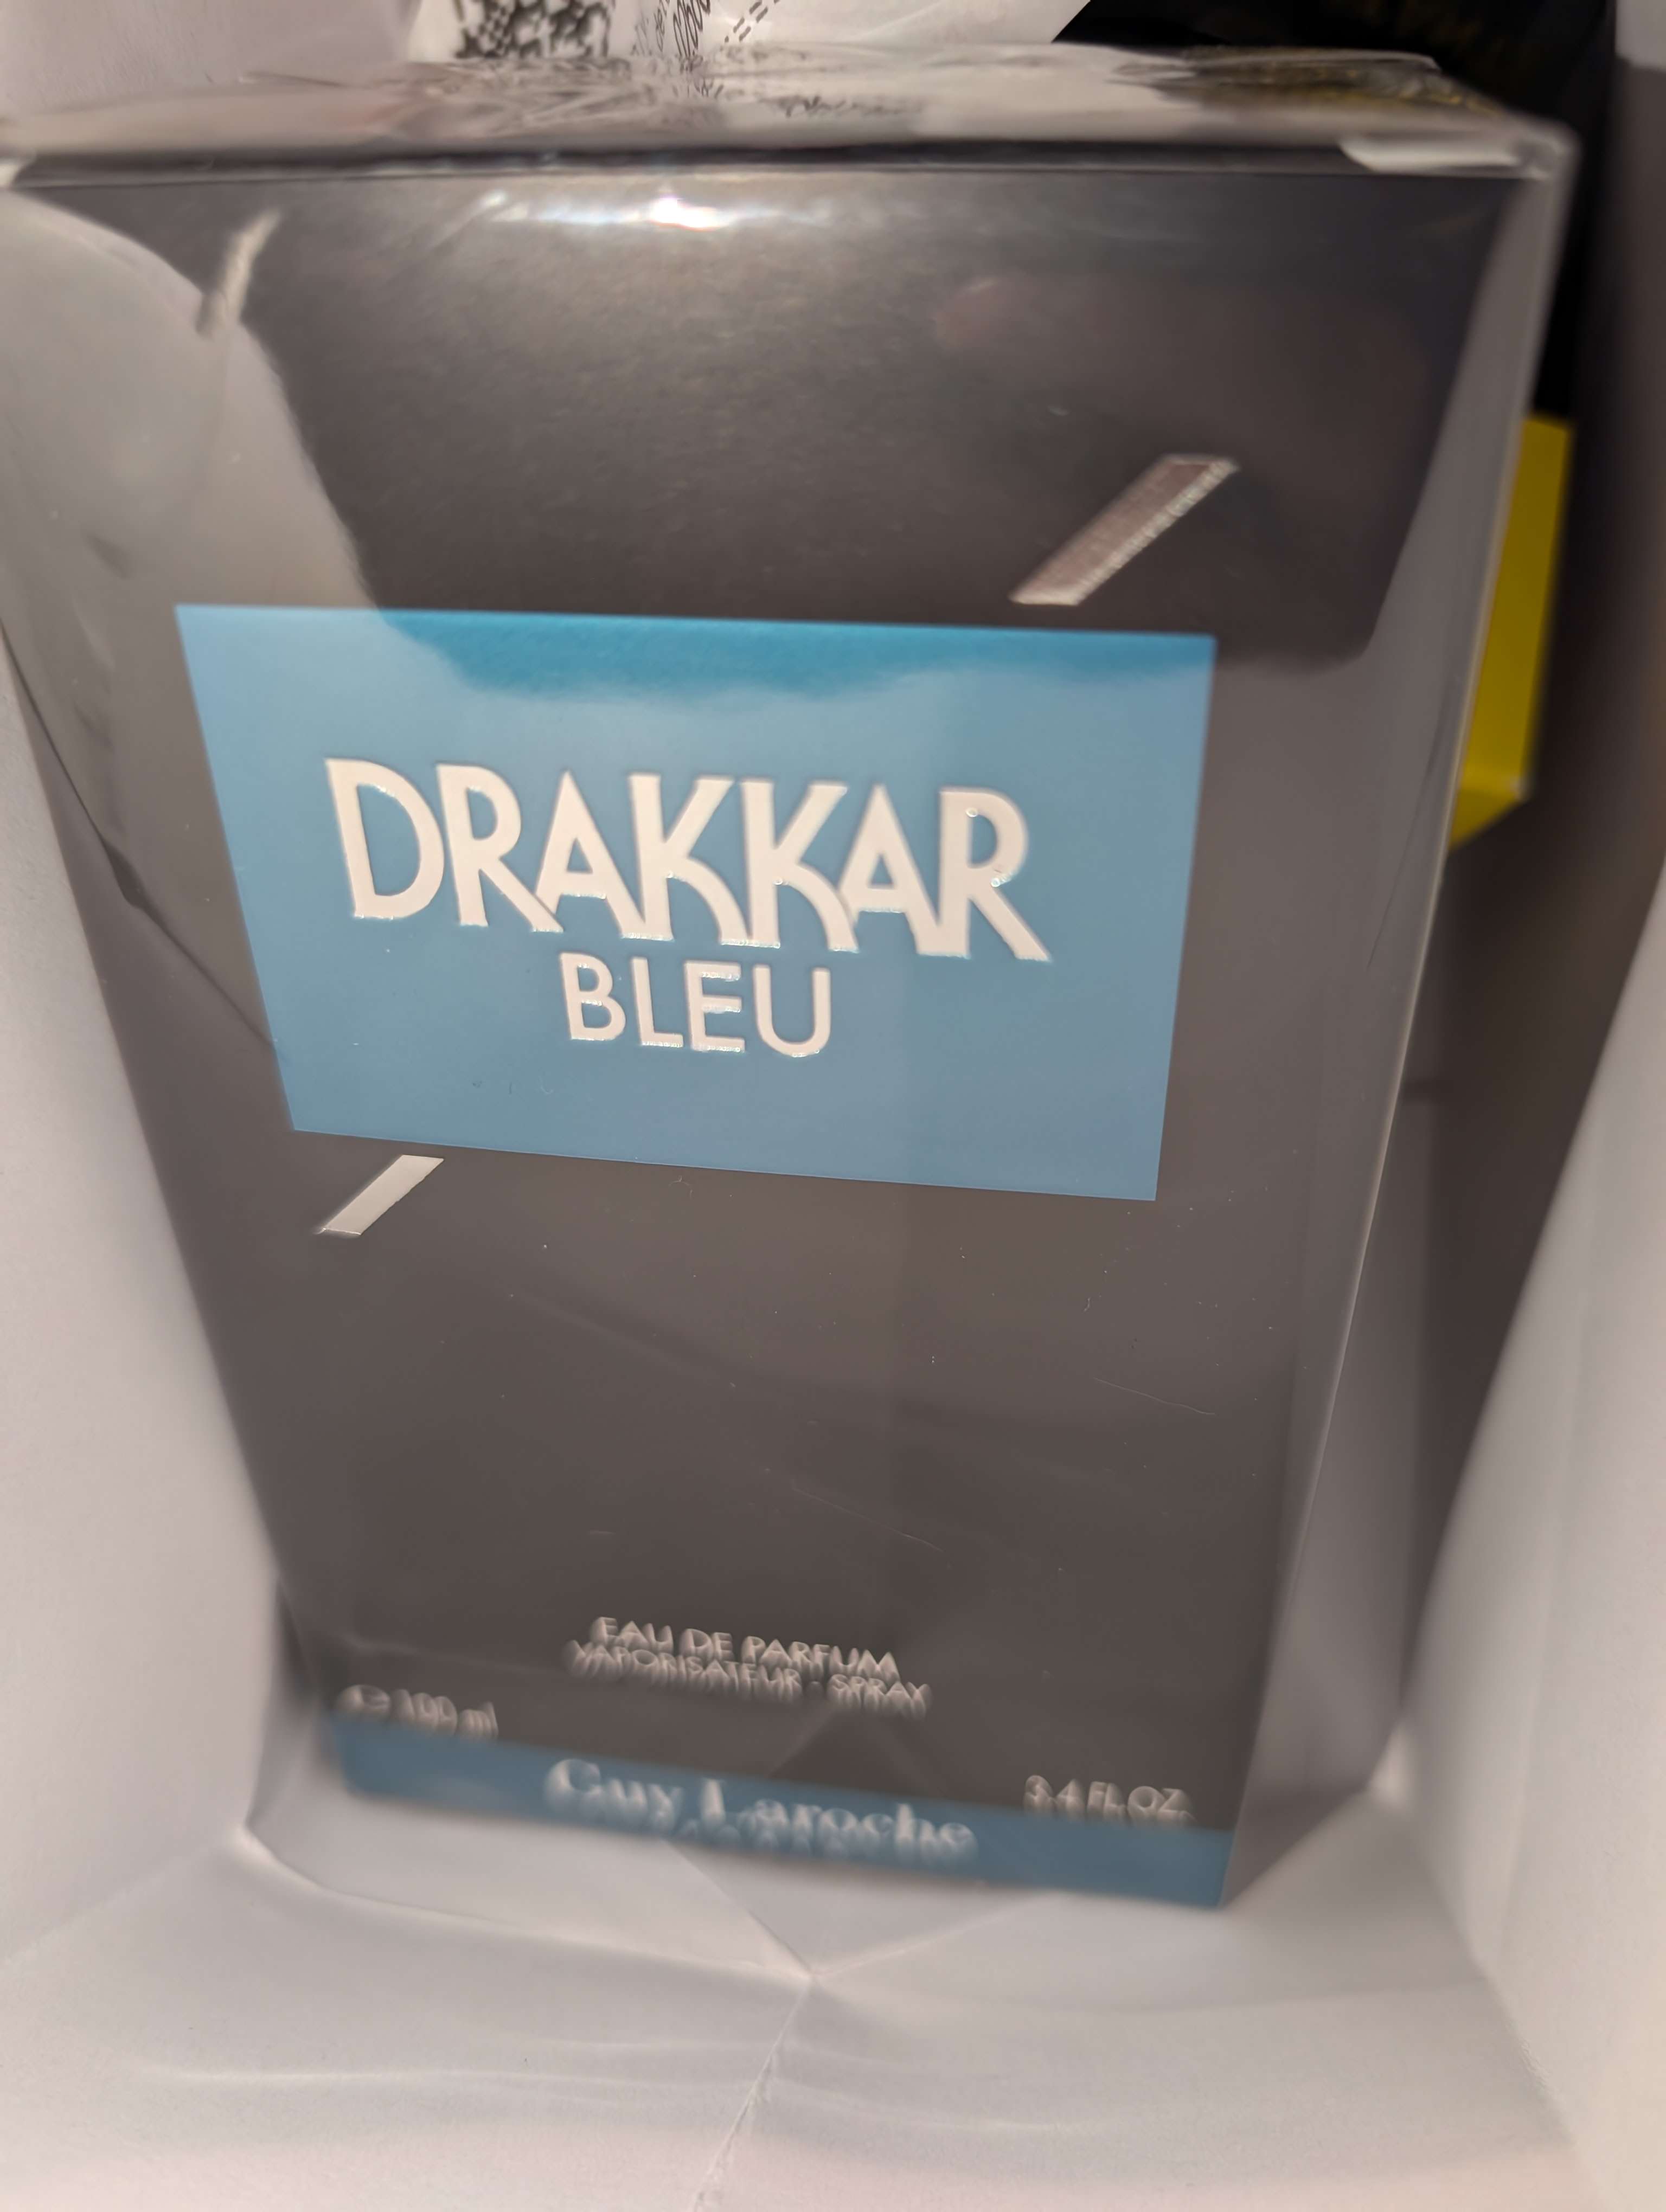 DRAKKAR
BLEU
EAU DE PARFUM
VAPORISATEUR - SPRAY
e 100 ml
3.4 FL.OZ.
Guy Laroche